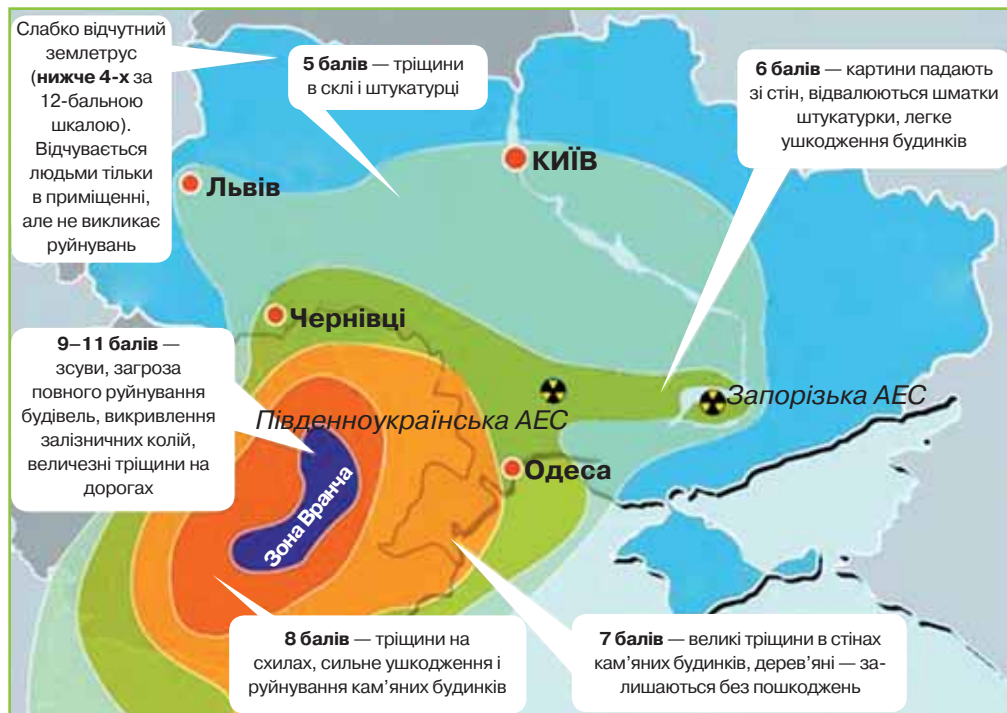 Слабко відчутний
землетрус
(нижче 4-х за
12-бальною
шкалою).
Відчувається
людьми тільки
в приміщенні,
але не викликає
руйнувань
5 балів — тріщини
в склі і штукатурці
6 балів — картини падають
зі стін, відвалюються шматки
штукатурки, легке
ушкодження будинків
КИЇВ
Львів
Чернівці
9–11 балів —
зсуви, загроза
повного руйнування
будівель, викривлення
залізничних колій,
величезні тріщини на
дорогах
Південноукраїнська АЕС
Запорізька АЕС
Одеса
Зона Вранча
8 балів — тріщини на
схилах, сильне ушкодження і
руйнування кам’яних будинків
7 балів — великі тріщини в стінах
кам’яних будинків, дерев’яні — за-
лишаються без пошкоджень